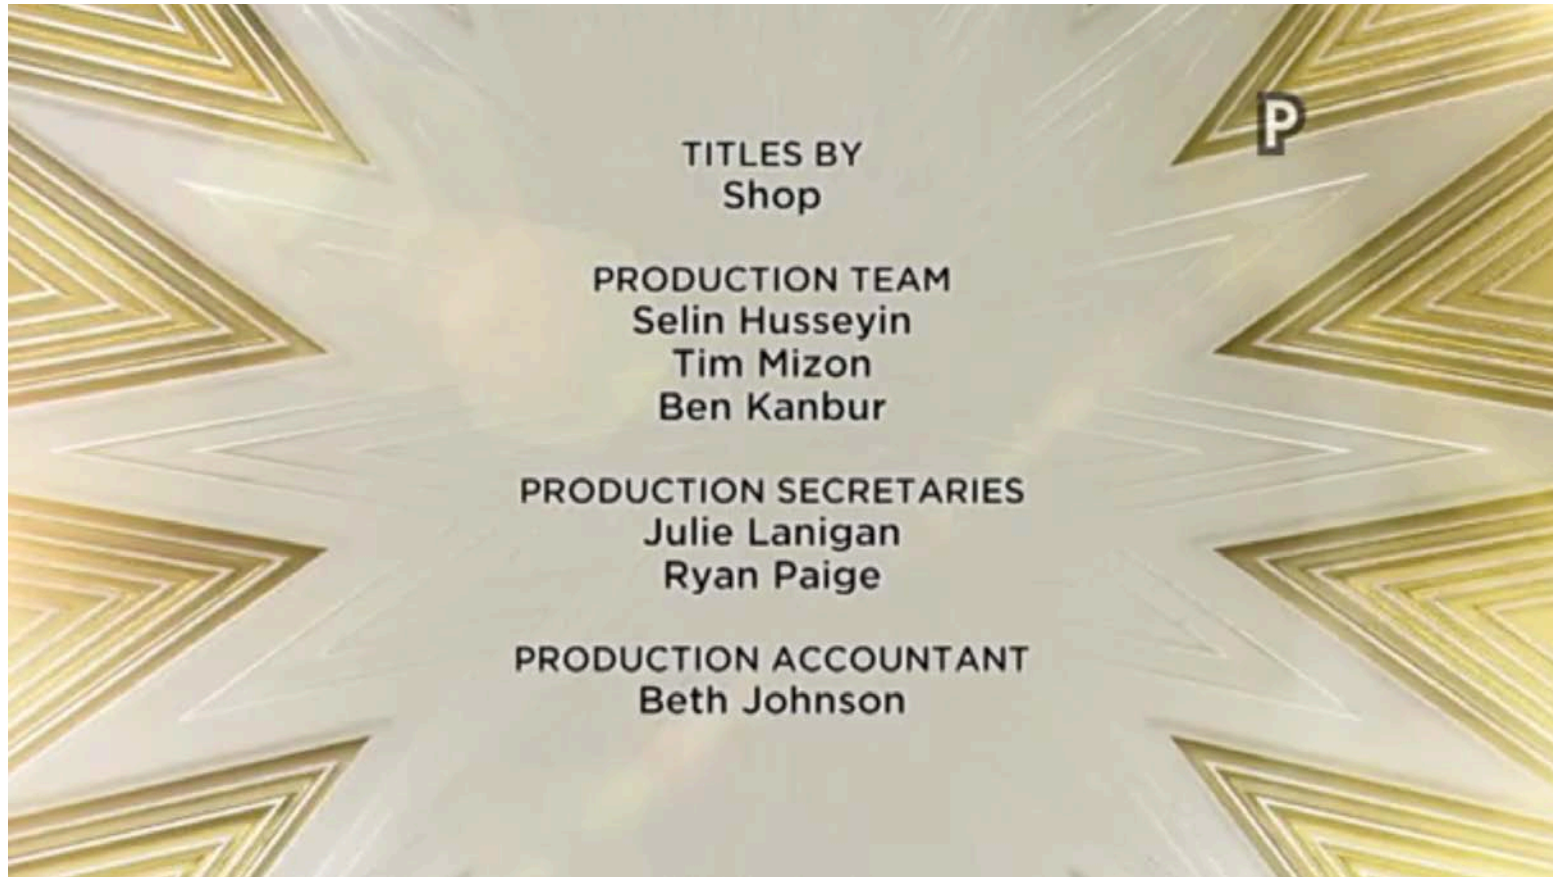 P
TITLES BY
Shop
PRODUCTION TEAM
Selin Husseyin
Tim Mizon
Ben Kanbur
PRODUCTION SECRETARIES
Julie Lanigan
Ryan Paige
PRODUCTION ACCOUNTANT
Beth Johnson